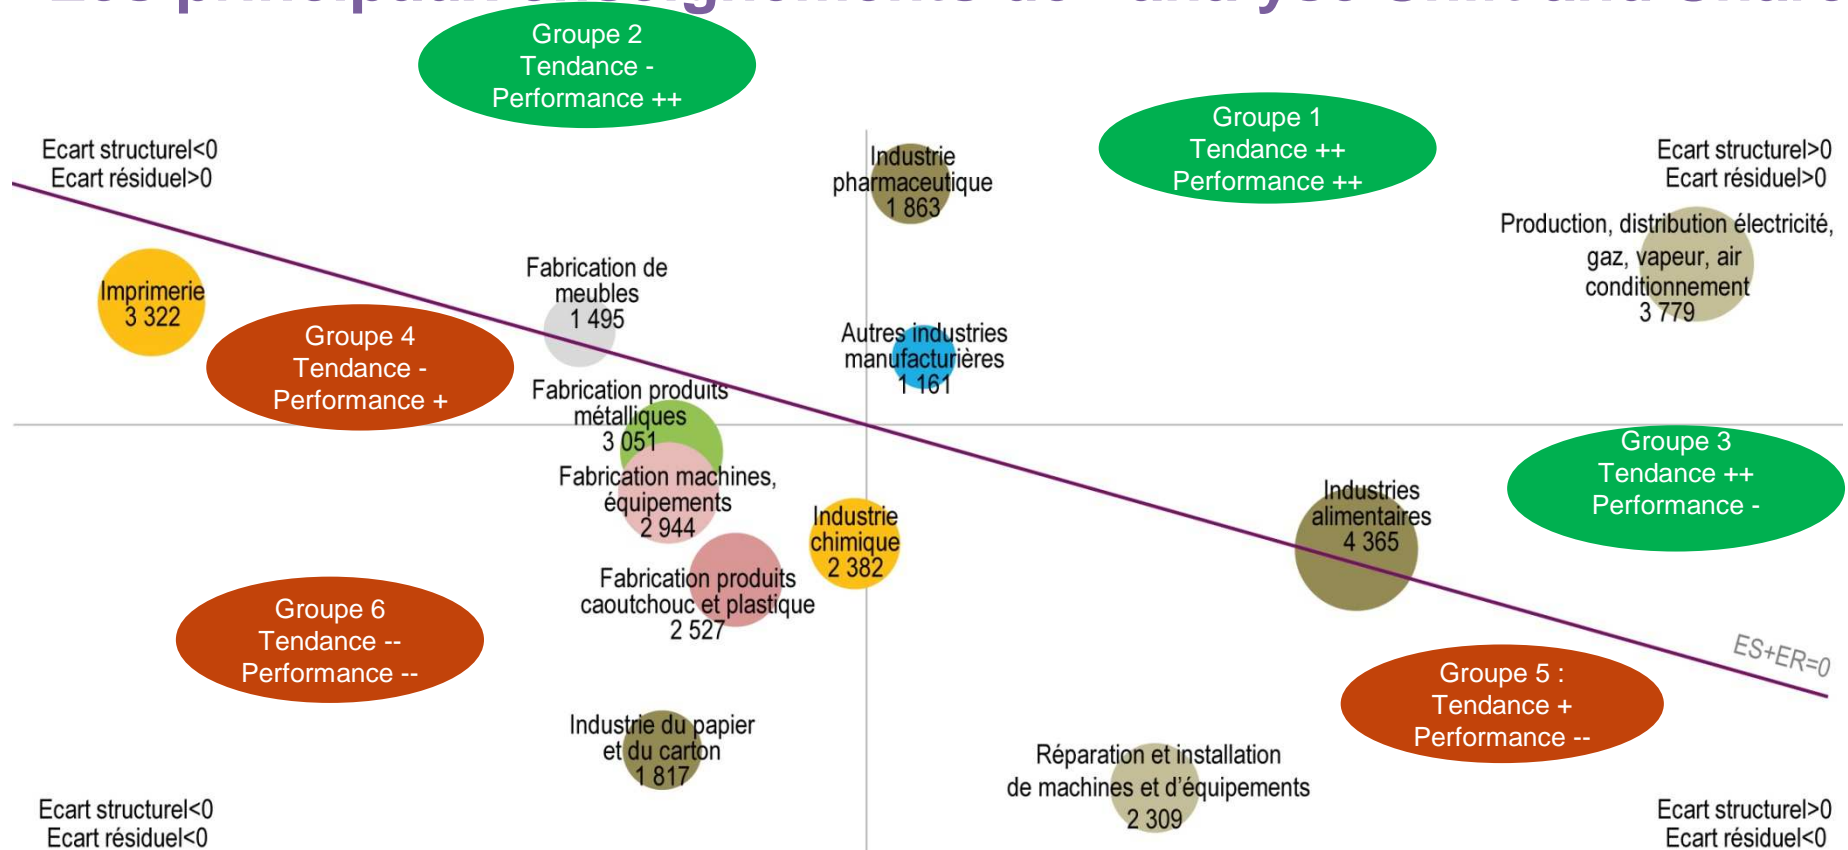 Groupe 2
Tendance -
Performance ++
Groupe 1
Tendance ++
Performance ++
Ecart structurel<0
Ecart résiduel>0
Ecart structurel>0
Ecart résiduel>0
Industrie
pharmaceutique
1 863
Production, distribution électricité,
gaz, vapeur, air
conditionnement
3 779
Imprimerie
3 322
Fabrication de
meubles
1 495
Groupe 4
Tendance -
Performance +
Autres industries
manufacturières
1 161
Fabrication produits
métalliques
3 051
Fabrication machines,
équipements
2 944
Groupe 3
Tendance ++
Performance -
Industries
alimentaires
4 365
Industrie
chimique
2 382
Fabrication produits
caoutchouc et plastique
2 527
Groupe 6
Tendance --
Performance --
ES+ER=0
Groupe 5 :
Tendance +
Performance --
Industrie du papier
et du carton
1 817
Réparation et installation
de machines et d'équipements
2 309
Ecart structurel<0
Ecart résiduel<0
Ecart structurel>0
Ecart résiduel<0